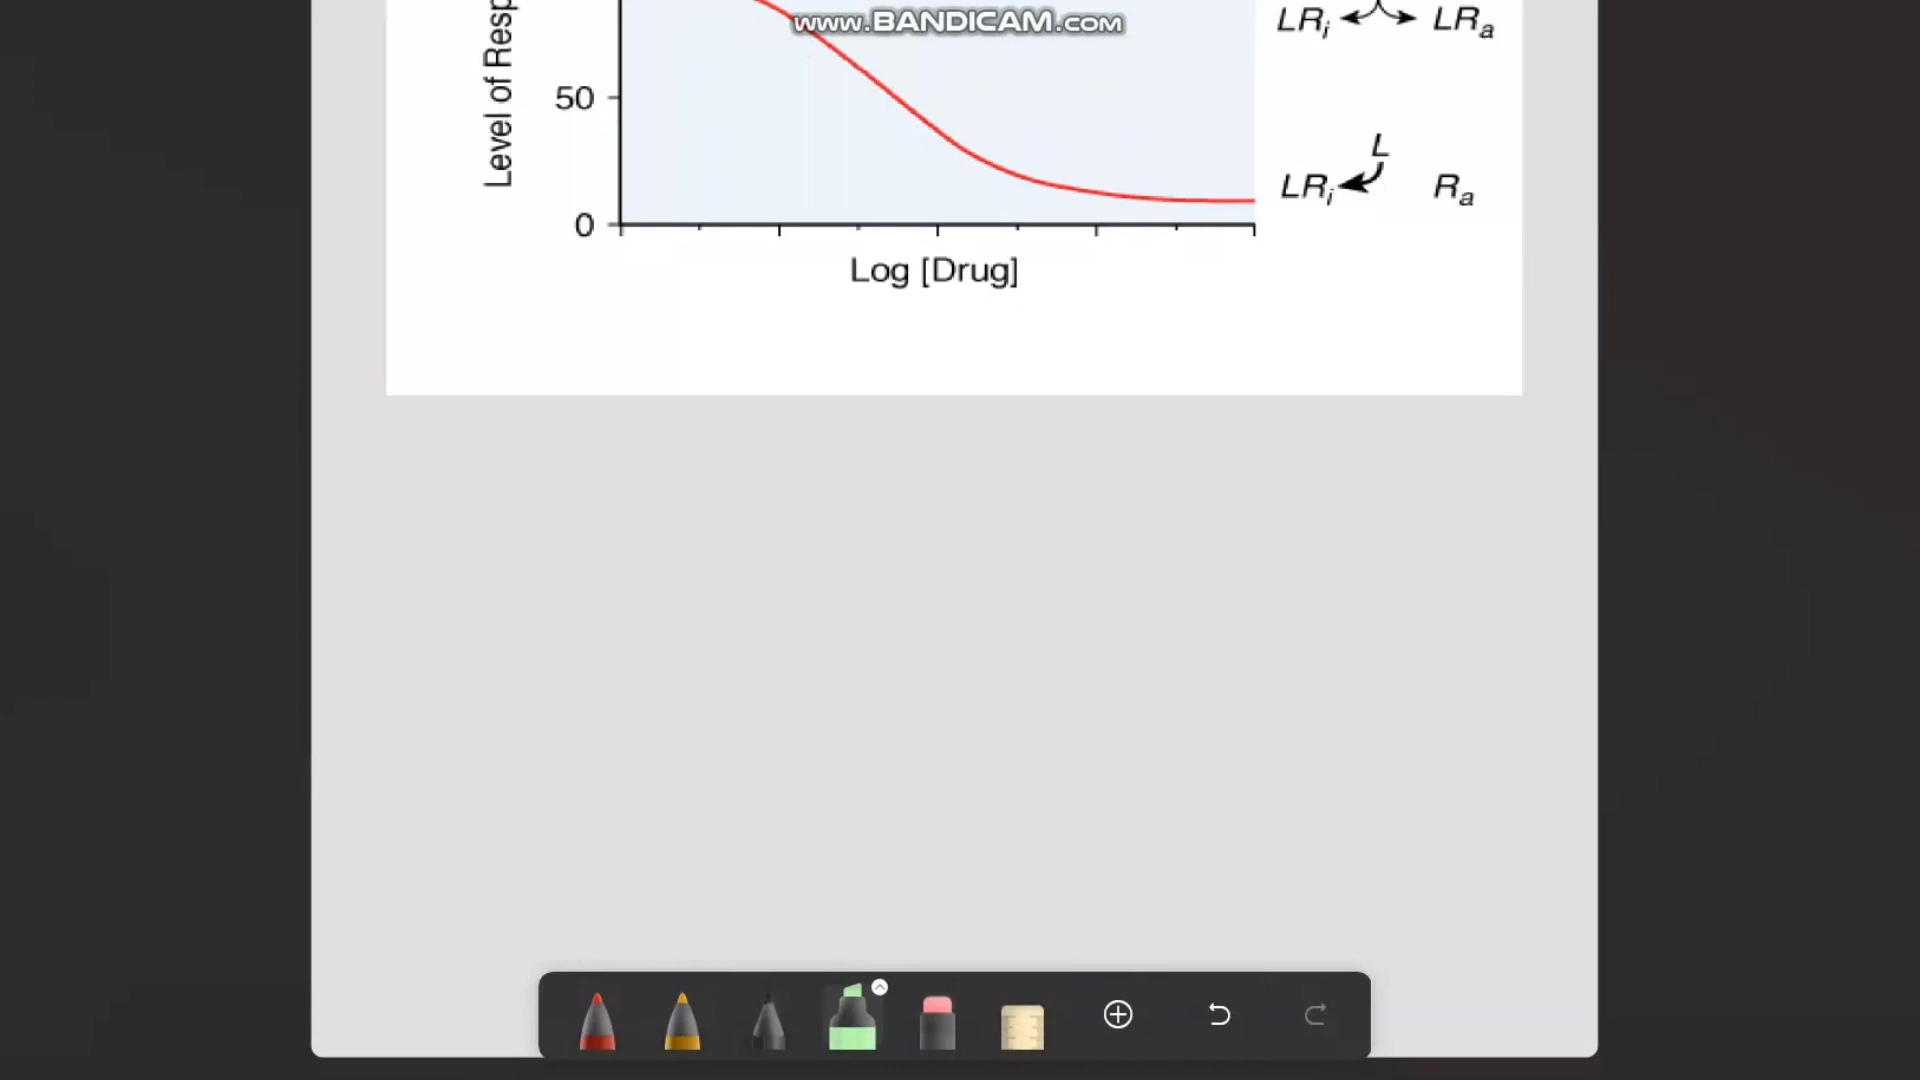 www.BANDICAM.com
LRi LRa
Level of Resp
50
L
LRi Ra
0
Log [Drug]